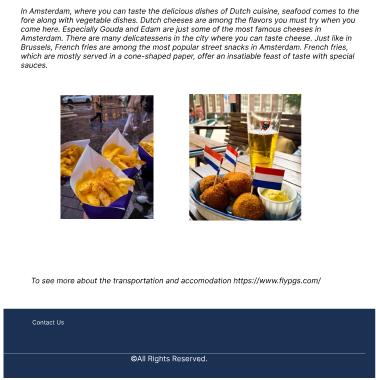 In Amsterdam, where you can taste the delicious dishes of Dutch cuisine, seafood comes to the
fore along with vegetable dishes. Dutch cheeses are among the flavors you must try when you
come here. Especially Gouda and Edam are just some of the most famous cheeses in
Amsterdam. There are many delicatessens in the city where you can taste cheese. Just like in
Brussels, French fries are among the most popular street snacks in Amsterdam. French fries,
which are mostly served in a cone-shaped paper, offer an insatiable feast of taste with special
sauces.
To see more about the transportation and accomodation https://www.flypgs.com/
Contact Us
©All Rights Reserved.